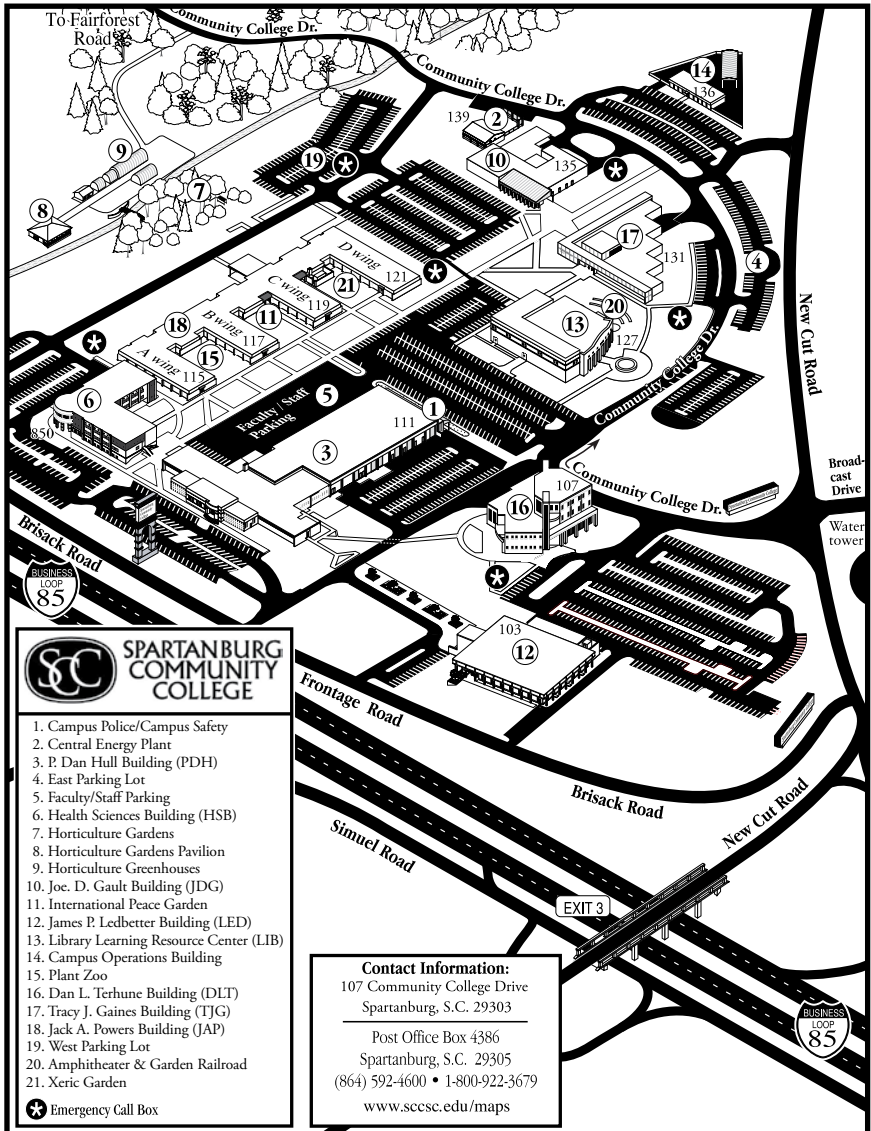 To Fairforest
Road
Community College Dr.
Community College Dr.
14
136
139
2
9
19
10
135
7
8
17
D wing
121
131
4
21
C wing
119
11
20
18
B wing
117
13
127
New Cut Road
15
A wing
115
Community College Dr.
6
5
Faculty/Staff
Parking
1
111
850
3
Community College Dr.
107
16
Broad-
cast
Drive
Water
tower
Brisack Road
BUSINESS
LOOP
85
103
12
SCC
SPARTANBURG
COMMUNITY
COLLEGE
Frontage Road
Brisack Road
New Cut Road
Simuel Road
EXIT 3
1. Campus Police/Campus Safety
2. Central Energy Plant
3. P. Dan Hull Building (PDH)
4. East Parking Lot
5. Faculty/Staff Parking
6. Health Sciences Building (HSB)
7. Horticulture Gardens
8. Horticulture Gardens Pavilion
9. Horticulture Greenhouses
10. Joe. D. Gault Building (JDG)
11. International Peace Garden
12. James P. Ledbetter Building (LED)
13. Library Learning Resource Center (LIB)
14. Campus Operations Building
15. Plant Zoo
16. Dan L. Terhune Building (DLT)
17. Tracy J. Gaines Building (TJG)
18. Jack A. Powers Building (JAP)
19. West Parking Lot
20. Amphitheater & Garden Railroad
21. Xeric Garden
Emergency Call Box
Contact Information:
107 Community College Drive
Spartanburg, S.C. 29303
Post Office Box 4386
Spartanburg, S.C. 29305
(864) 592-4600 • 1-800-922-3679
www.sccsc.edu/maps
BUSINESS
LOOP
85